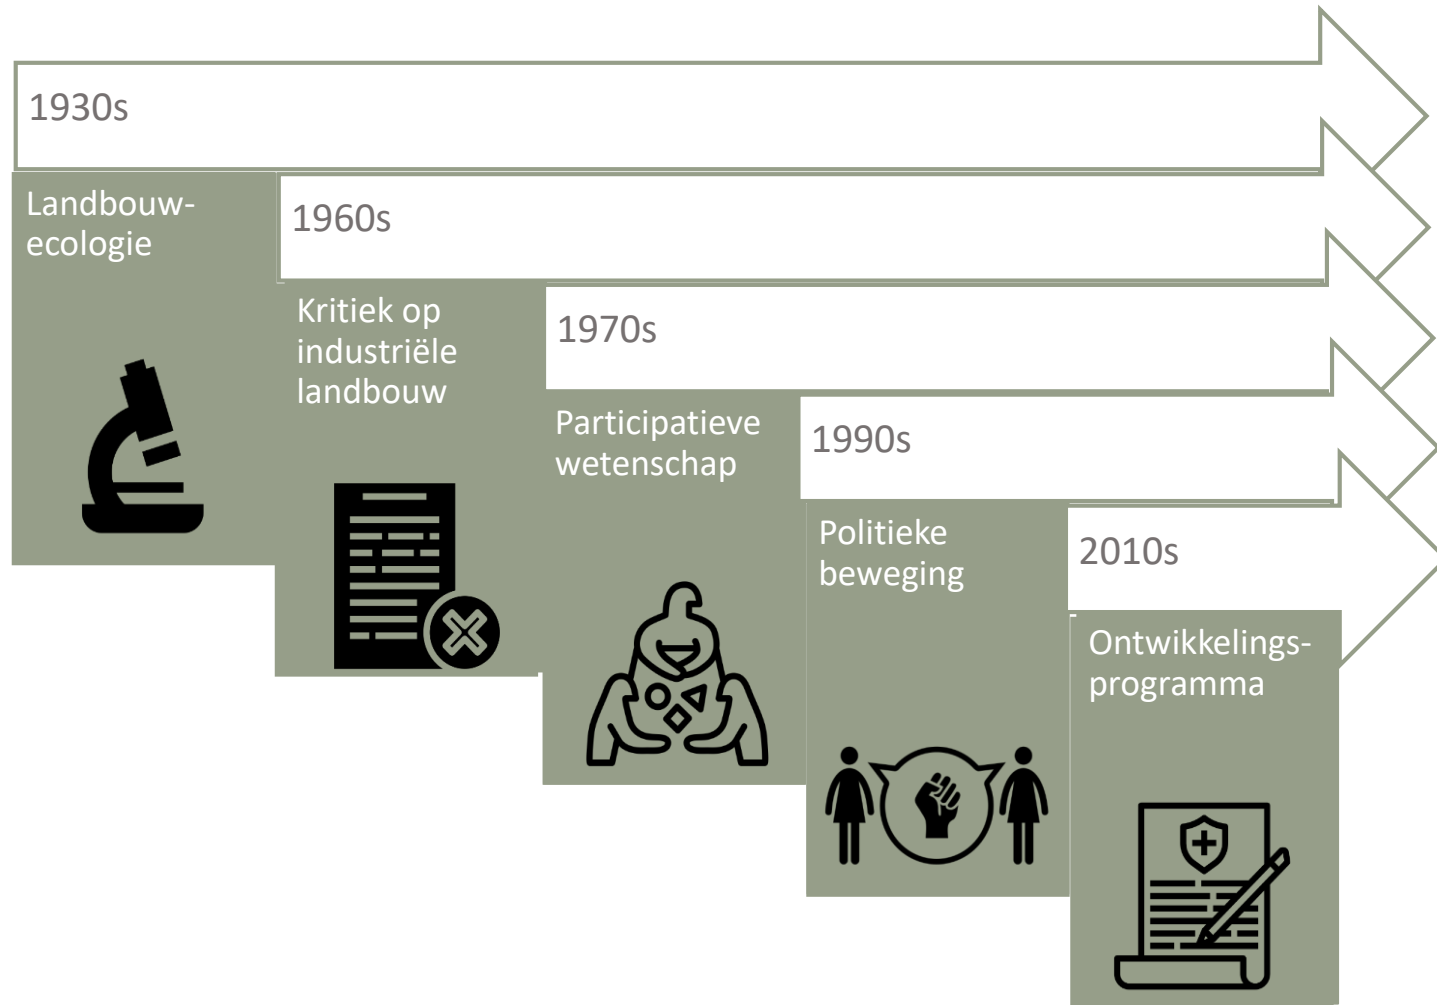 1930s
Landbouw-
ecologie
1960s
Kritiek op
industriële
landbouw
1970s
Participatieve
wetenschap
1990s
Politieke
beweging
2010s
Ontwikkelings-
programma